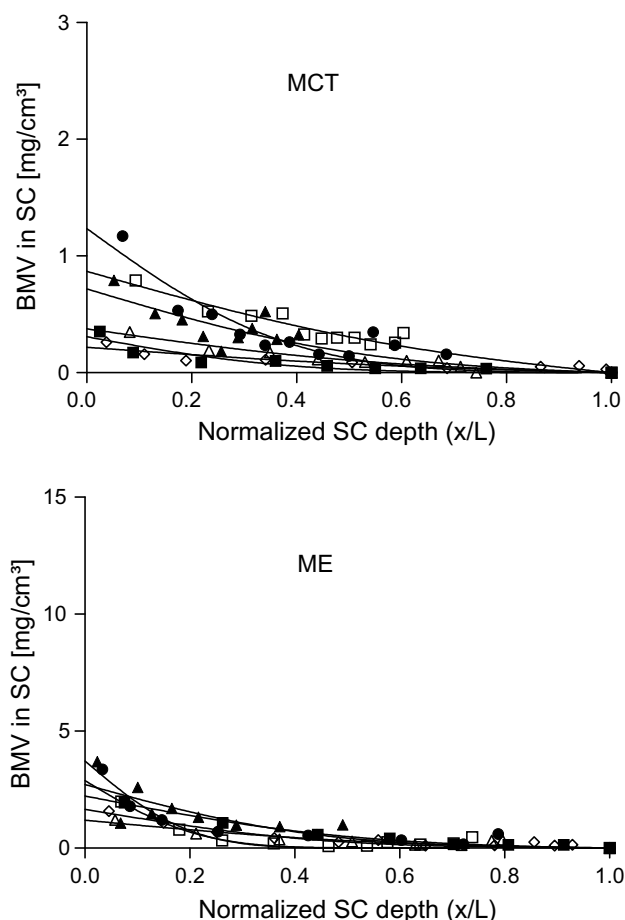 3
MCT
2
BMV in SC [mg/cm³]
1
0
0.0 0.2 0.4 0.6 0.8 1.0
Normalized SC depth (x/L)
15
ME
10
BMV in SC [mg/cm³]
5
0
0.0 0.2 0.4 0.6 0.8 1.0
Normalized SC depth (x/L)